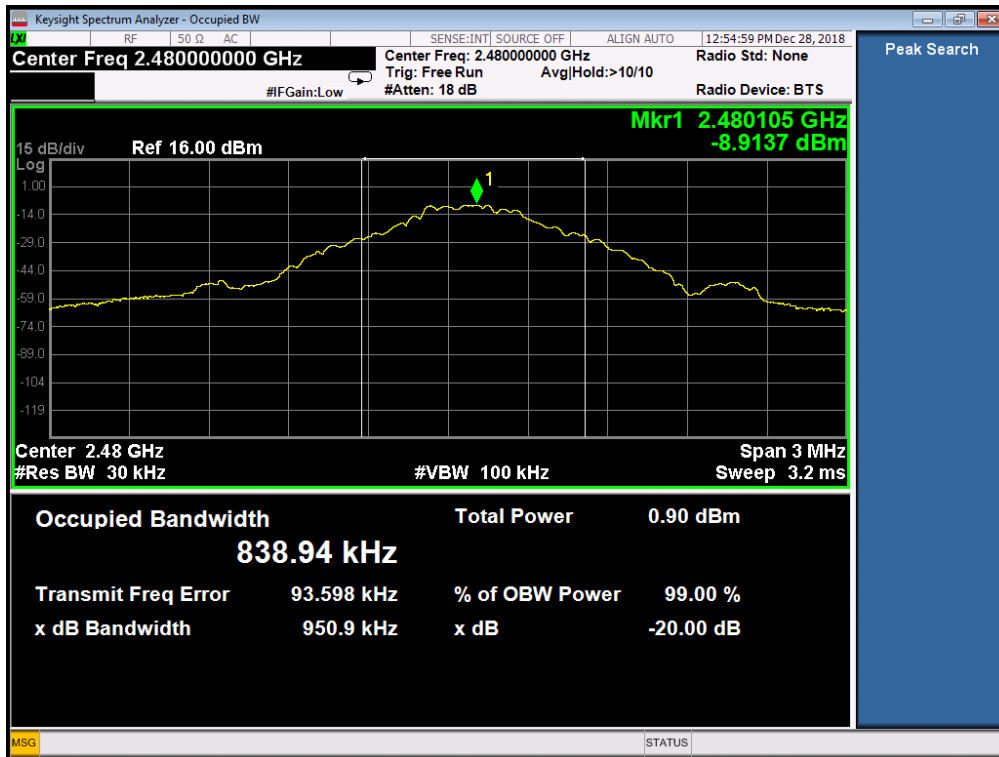 Keysight Spectrum Analyzer - Occupied BW
LXI RF 50 Ω AC SENSE:INT SOURCE OFF ALIGN AUTO 12:54:59 PM Dec 28, 2018
Center Freq 2.480000000 GHz
Center Freq: 2.480000000 GHz Radio Std: None
Trig: Free Run Avg|Hold:>10/10
#IFGain:Low #Atten: 18 dB Radio Device: BTS
Peak Search
Mkr1 2.480105 GHz
-8.9137 dBm
15 dB/div Ref 16.00 dBm
Log
1.00
-14.0
-29.0
-44.0
-59.0
-74.0
-89.0
-104
-119
1
Center 2.48 GHz Span 3 MHz
#Res BW 30 kHz #VBW 100 kHz Sweep 3.2 ms
Occupied Bandwidth Total Power 0.90 dBm
838.94 kHz
Transmit Freq Error 93.598 kHz % of OBW Power 99.00 %
x dB Bandwidth 950.9 kHz x dB -20.00 dB
MSG STATUS